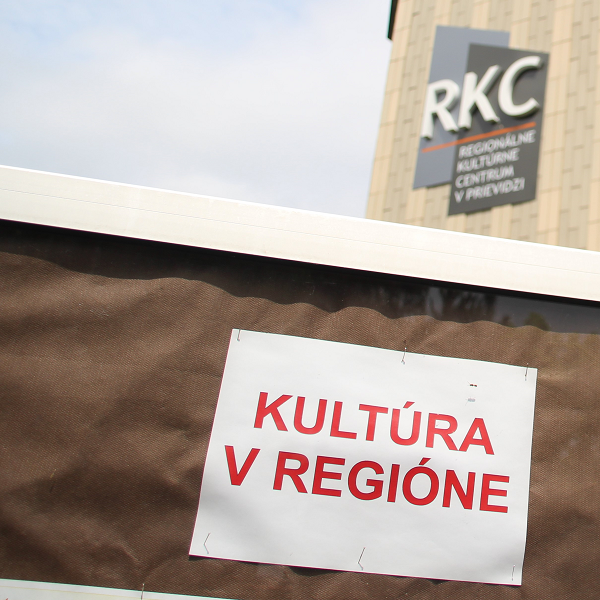 RKC
REGIONÁLNE
KULTÚRNE
CENTRUM
V PRIEVIDZI
KULTÚRA
V REGIÓNE